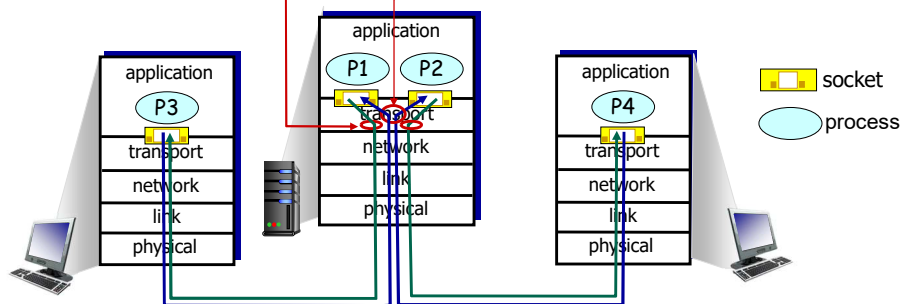 application
P3
transport
network
link
physical
application
P1
P2
transport
network
link
physical
application
P4
transport
network
link
physical
socket
process